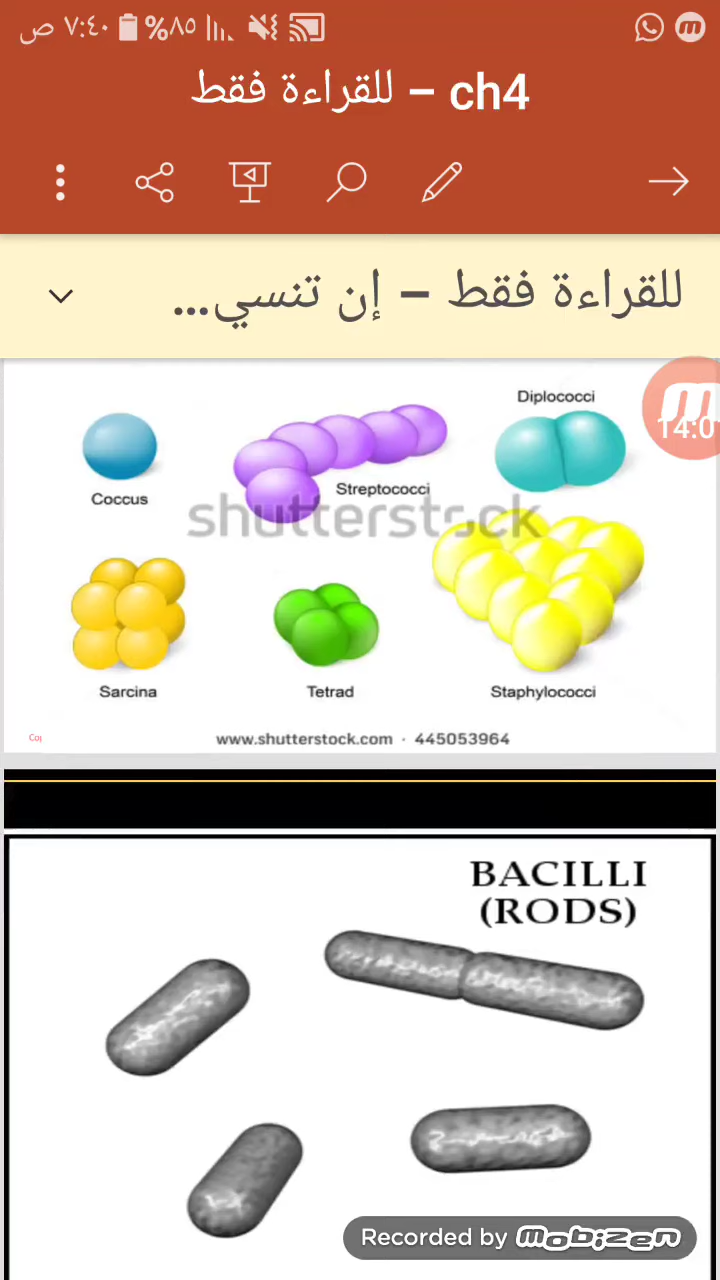 ٧:٤٠ ص ٨٥%
ch4 – للقراءة فقط
للقراءة فقط – إن تنسي...
Diplococci
14:0
Coccus
Streptococci
shutterstock
Sarcina
Tetrad
Staphylococci
www.shutterstock.com · 445053964
BACILLI
(RODS)
Recorded by mobizen